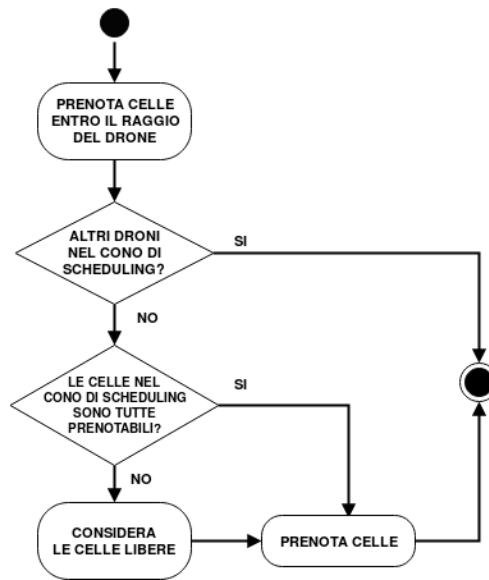 PRENOTA CELLE
ENTRO IL RAGGIO
DEL DRONE
ALTRI DRONI
NEL CONO DI
SCHEDULING?
SI
NO
LE CELLE NEL
CONO DI SCHEDULING
SONO TUTTE
PRENOTABILI?
SI
NO
CONSIDERA
LE CELLE LIBERE
PRENOTA CELLE